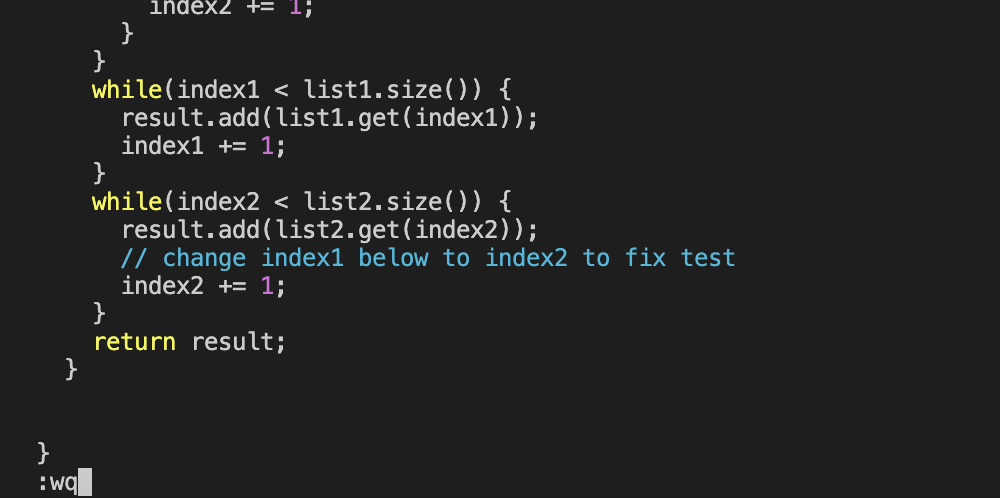 index2 += 1;
}
}
while(index1 < list1.size()) {
result.add(list1.get(index1));
index1 += 1;
}
while(index2 < list2.size()) {
result.add(list2.get(index2));
// change index1 below to index2 to fix test
index2 += 1;
}
return result;
}
}
:wq